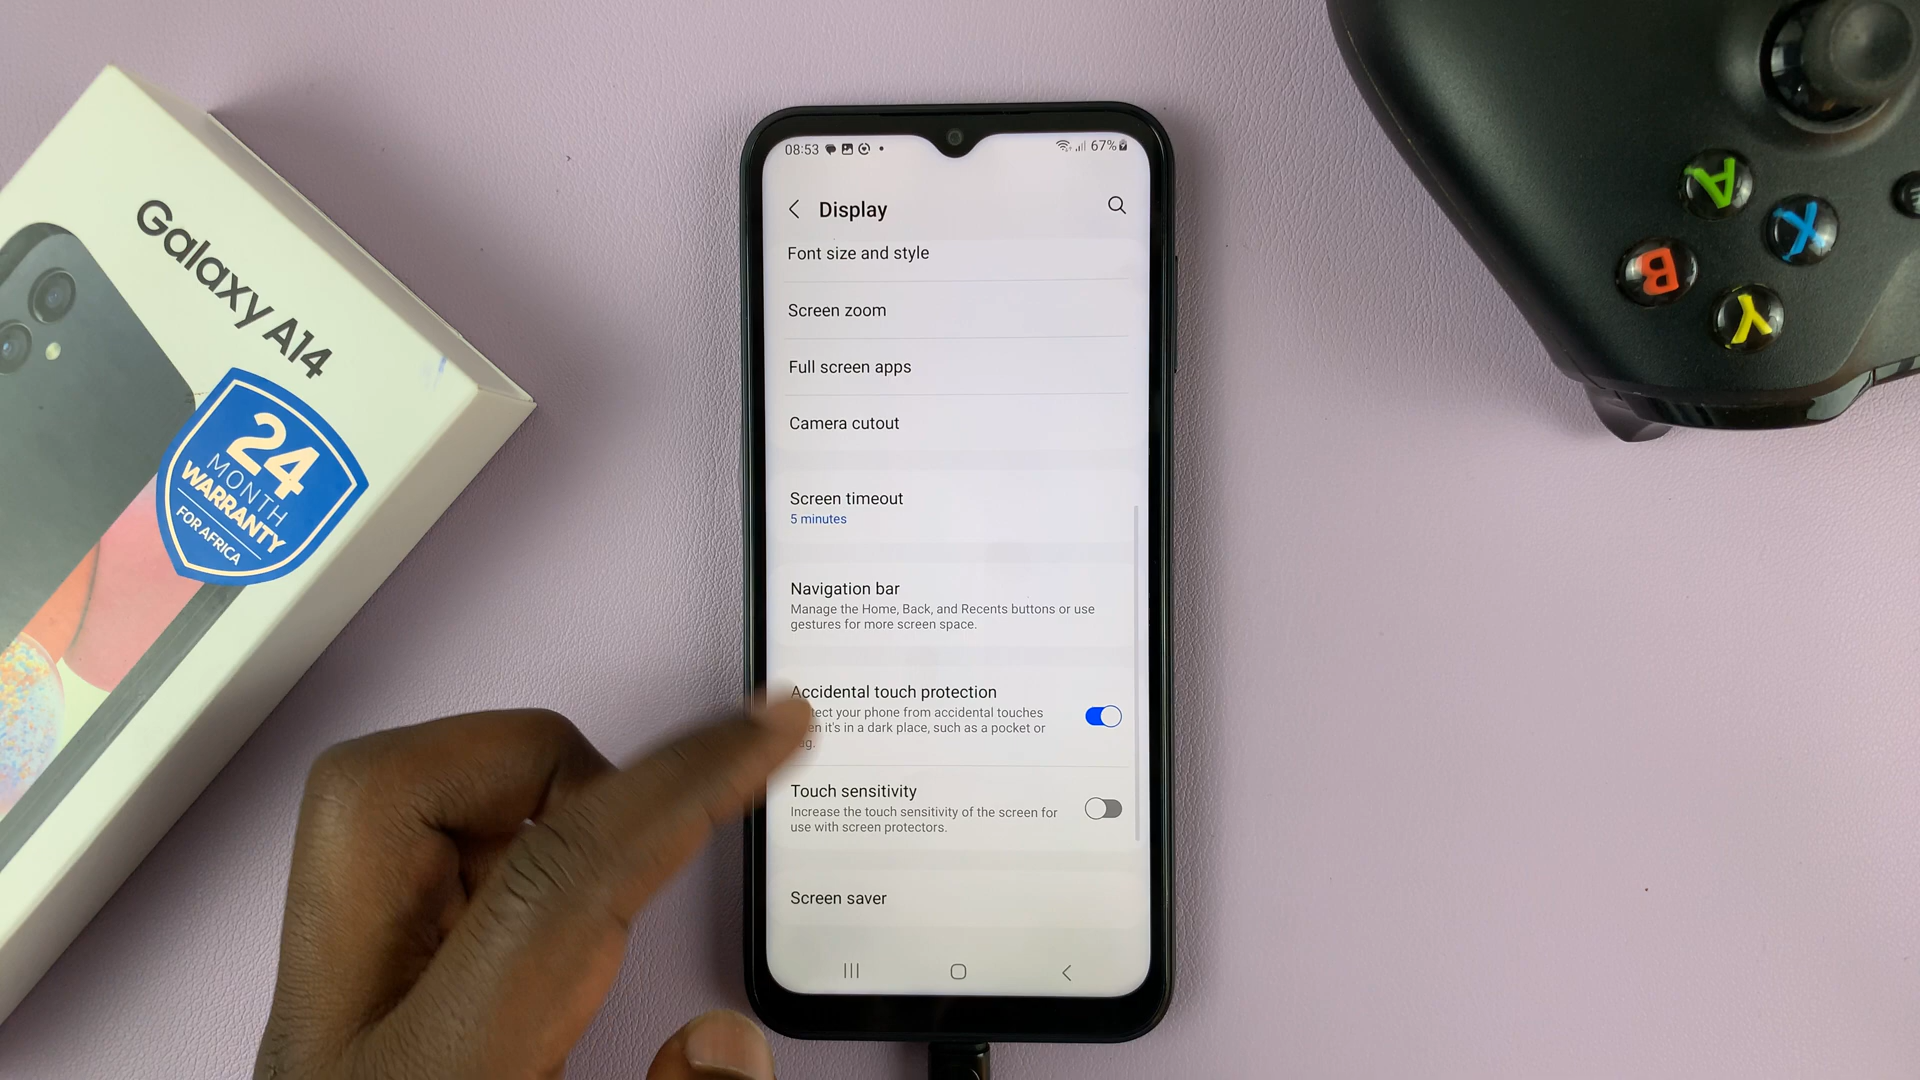 Galaxy A14
24
MONTH
WARRANTY
FOR AFRICA
08:53
67%
Display
Font size and style
Screen zoom
Full screen apps
Camera cutout
Screen timeout
5 minutes
Navigation bar
Manage the Home, Back, and Recents buttons or use
gestures for more screen space.
Accidental touch protection
your phone from accidental touches
it's in a dark place, such as a pocket or
Touch sensitivity
Increase the touch sensitivity of the screen for
use with screen protectors.
Screen saver
A
X
B
Y